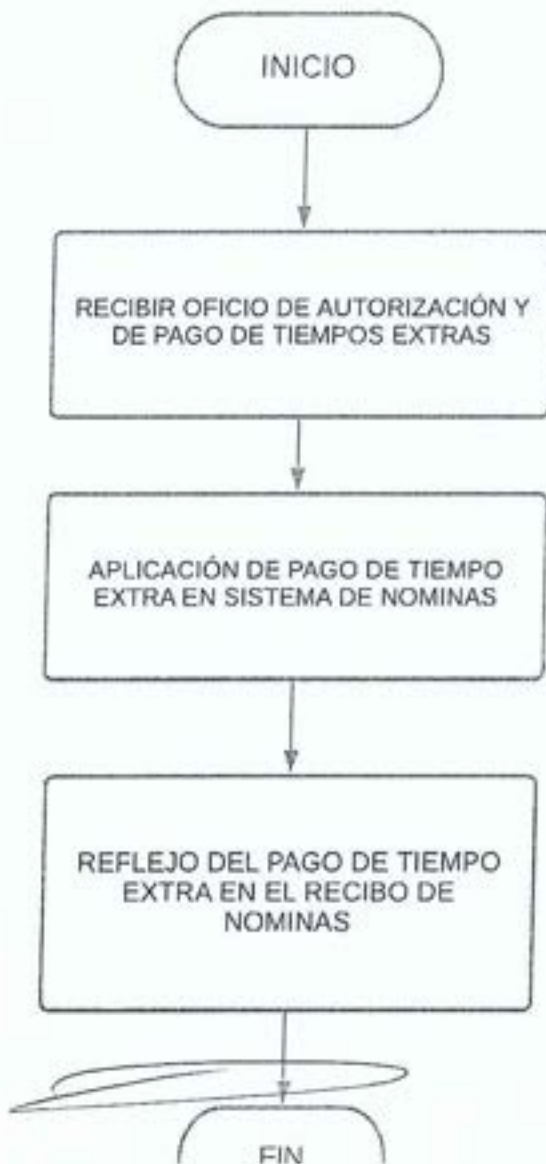 INICIO
RECIBIR OFICIO DE AUTORIZACIÓN Y
DE PAGO DE TIEMPOS EXTRAS
APLICACIÓN DE PAGO DE TIEMPO
EXTRA EN SISTEMA DE NOMINAS
REFLEJO DEL PAGO DE TIEMPO
EXTRA EN EL RECIBO DE
NOMINAS
FIN